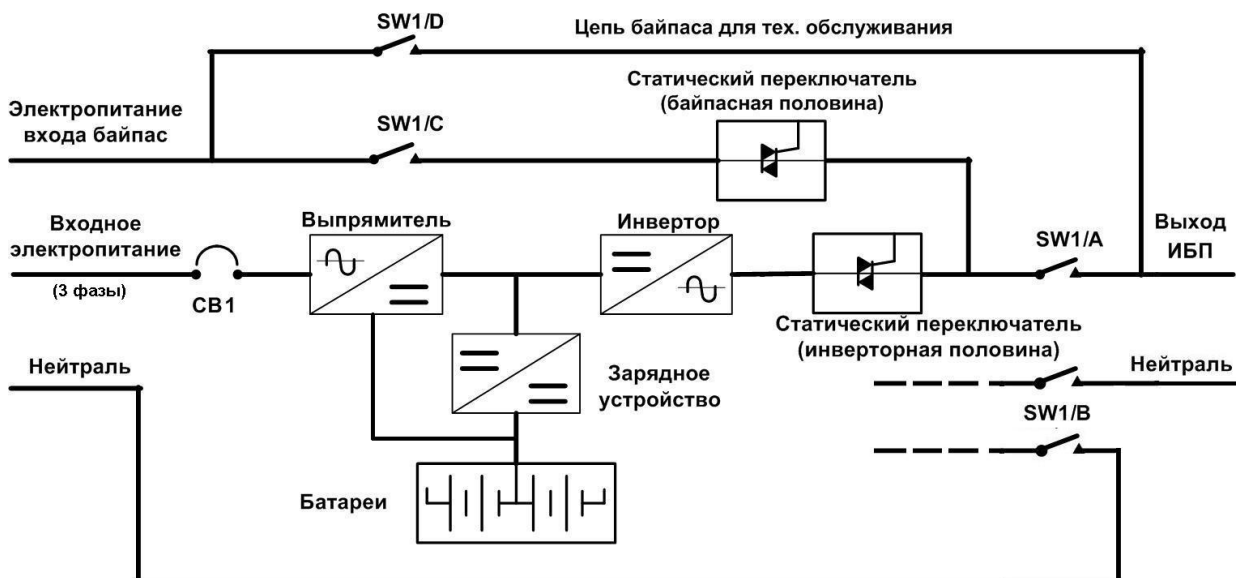 SW1/D
Цепь байпаса для тех. обслуживания
Статический переключатель
(байпасная половина)
Электропитание
входа байпас
SW1/C
Входное
электропитание
(3 фазы)
CB1
Выпрямитель
Инвертор
SW1/A
Выход
ИБП
Статический переключатель
(инверторная половина)
Нейтраль
Зарядное
устройство
Нейтраль
SW1/B
Батареи